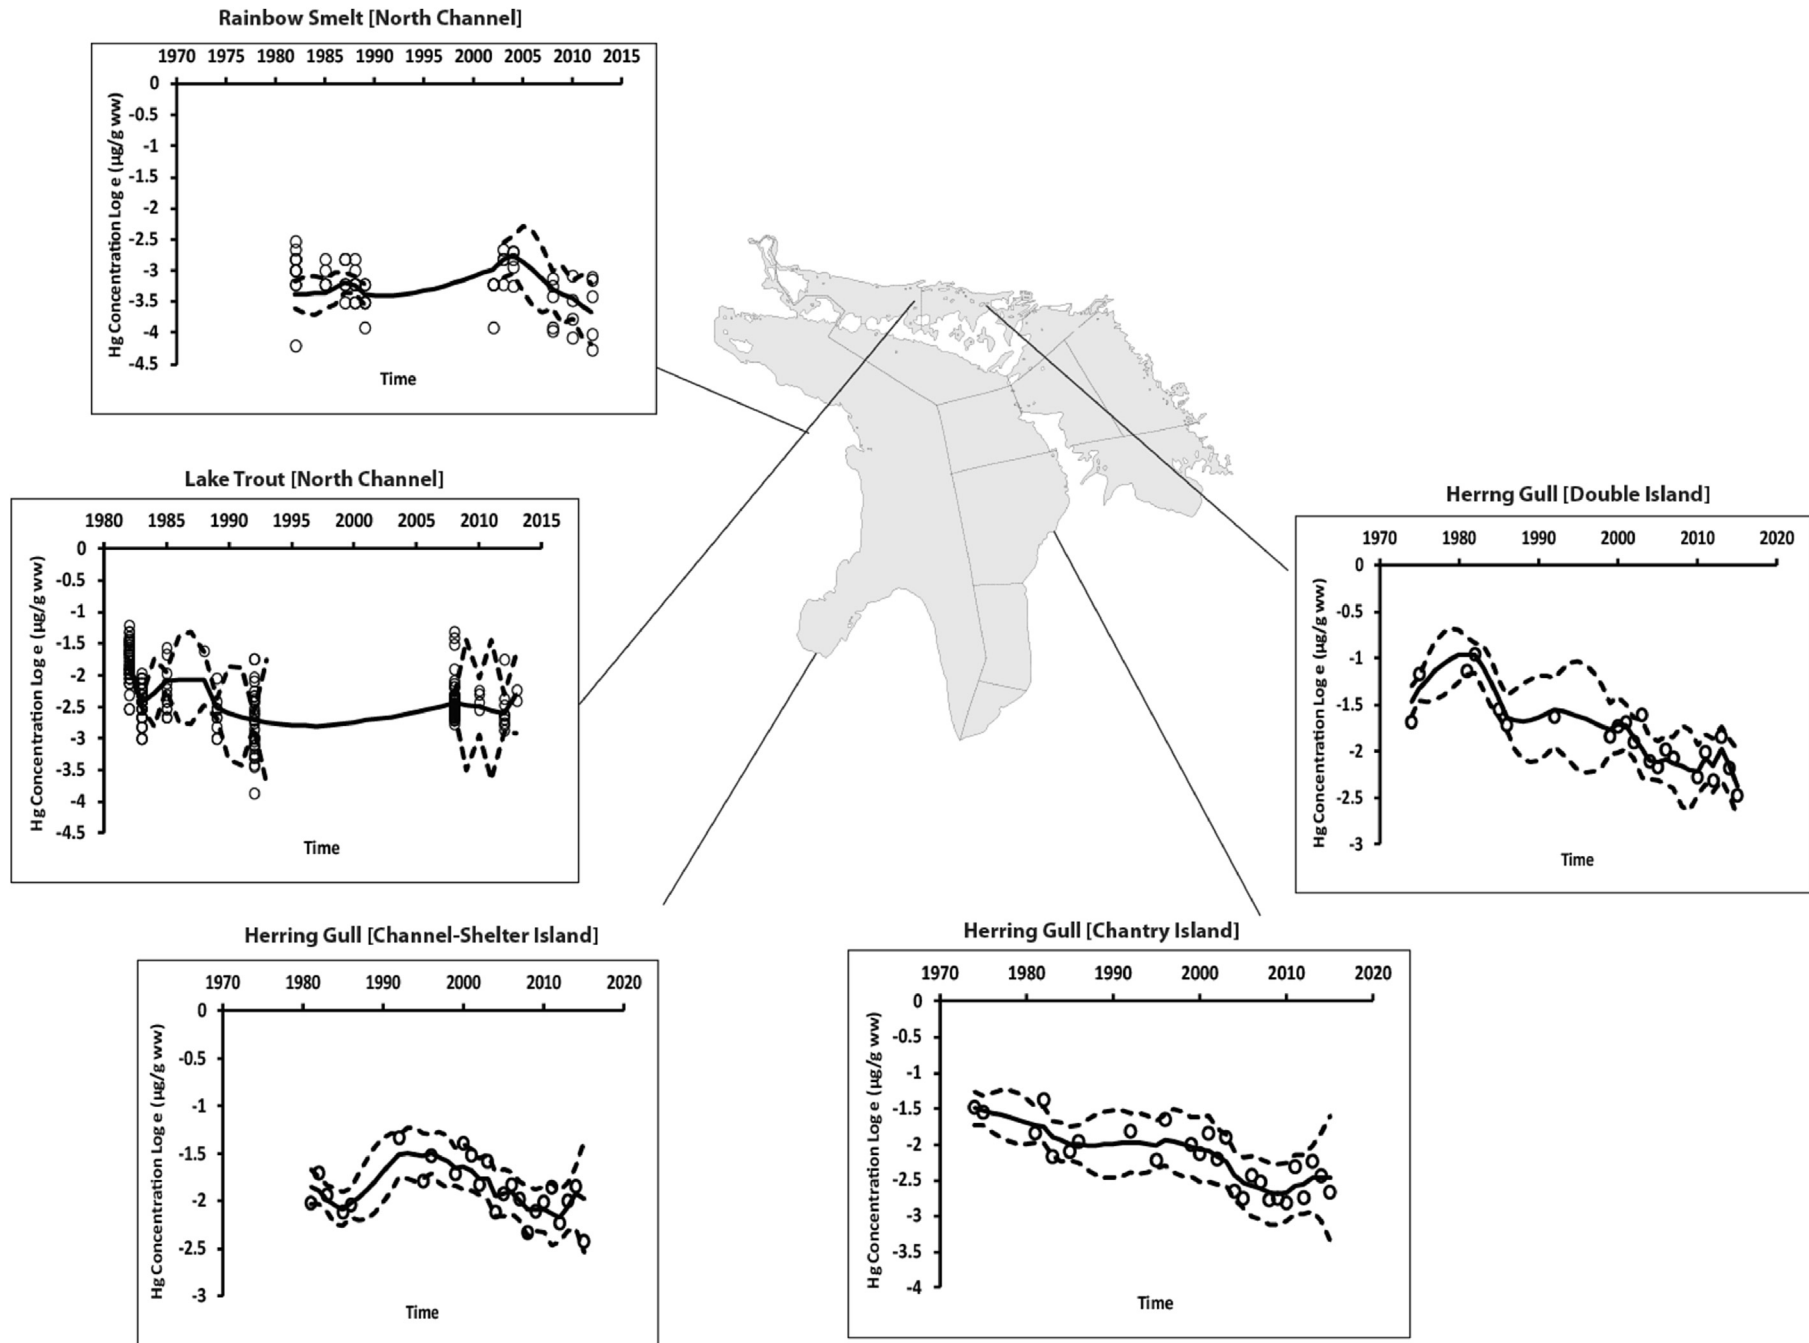 Rainbow Smelt [North Channel]
1970 1975 1980 1985 1990 1995 2000 2005 2010 2015
0
-0.5
-1
-1.5
-2
-2.5
-3
-3.5
-4
-4.5
Hg Concentration Log e (µg/g ww)
Time
Lake Trout [North Channel]
1980 1985 1990 1995 2000 2005 2010 2015
0
-0.5
-1
-1.5
-2
-2.5
-3
-3.5
-4
-4.5
Hg Concentration Log e (µg/g ww)
Time
Herrng Gull [Double Island]
1970 1980 1990 2000 2010 2020
0
-0.5
-1
-1.5
-2
-2.5
-3
Hg Concentration Log e (µg/g ww)
Time
Herring Gull [Channel-Shelter Island]
1970 1980 1990 2000 2010 2020
0
-0.5
-1
-1.5
-2
-2.5
-3
Hg Concentration Log e (µg/g ww)
Time
Herring Gull [Chantry Island]
1970 1980 1990 2000 2010 2020
0
-0.5
-1
-1.5
-2
-2.5
-3
-3.5
-4
Hg Concentration Log e (µg/g ww)
Time